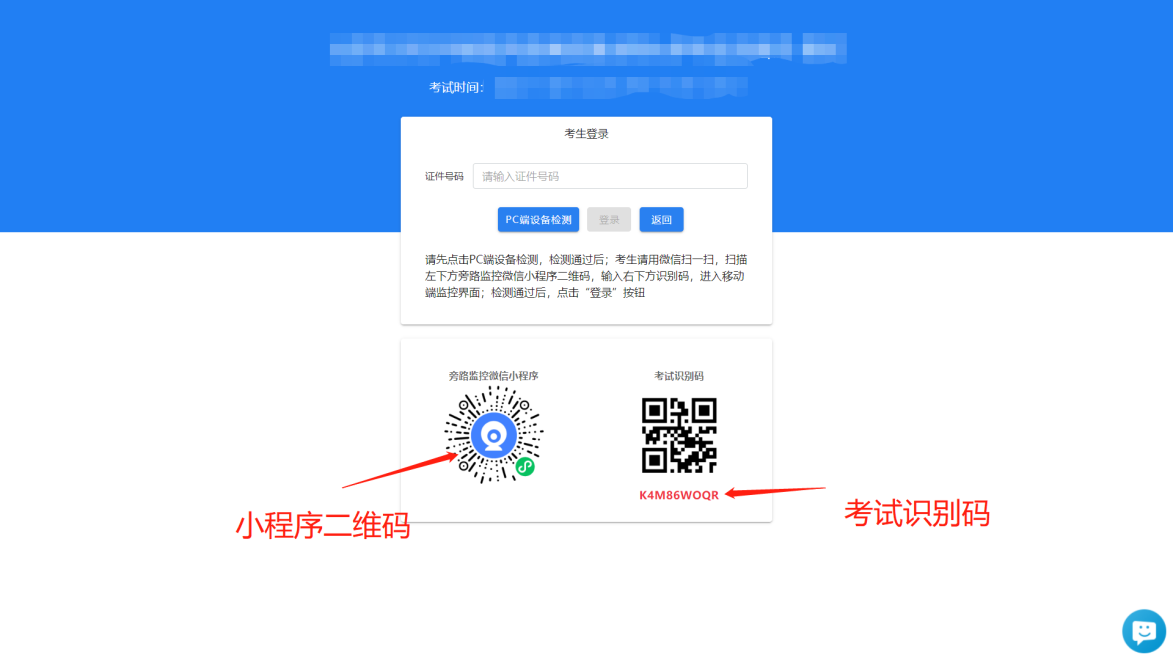 考试时间：
考生登录
证件号码 请输入证件号码
PC端设备检测 登录 返回
请先点击PC端设备检测，检测通过后；考生请用微信扫一扫，扫描
左下方旁路监控微信小程序二维码，输入右下方识别码，进入移动
端监控界面；检测通过后，点击“登录”按钮
旁路监控微信小程序 考试识别码
K4M86WOQR
小程序二维码 考试识别码